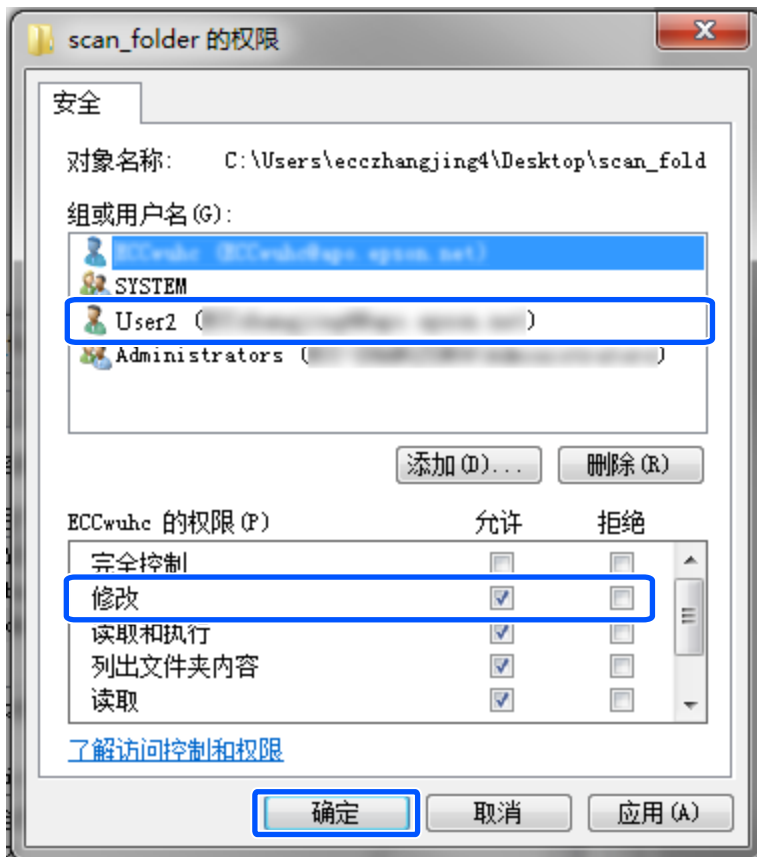 scan_folder 的权限
安全
对象名称: C:\Users\ecczhangjing4\Desktop\scan_fold
组或用户名(G):
SYSTEM
User2 ( )
Administrators ( )
添加(D)... 删除(R)
ECCwuhc 的权限(P) 允许 拒绝
完全控制
修改
读取和执行
列出文件夹内容
读取
了解访问控制和权限
确定 取消 应用(A)